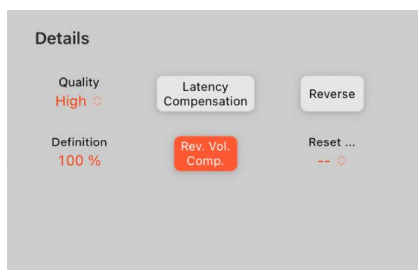 Details
Quality
High
Latency
Compensation
Reverse
Definition
100 %
Rev. Vol.
Comp.
Reset ...
--